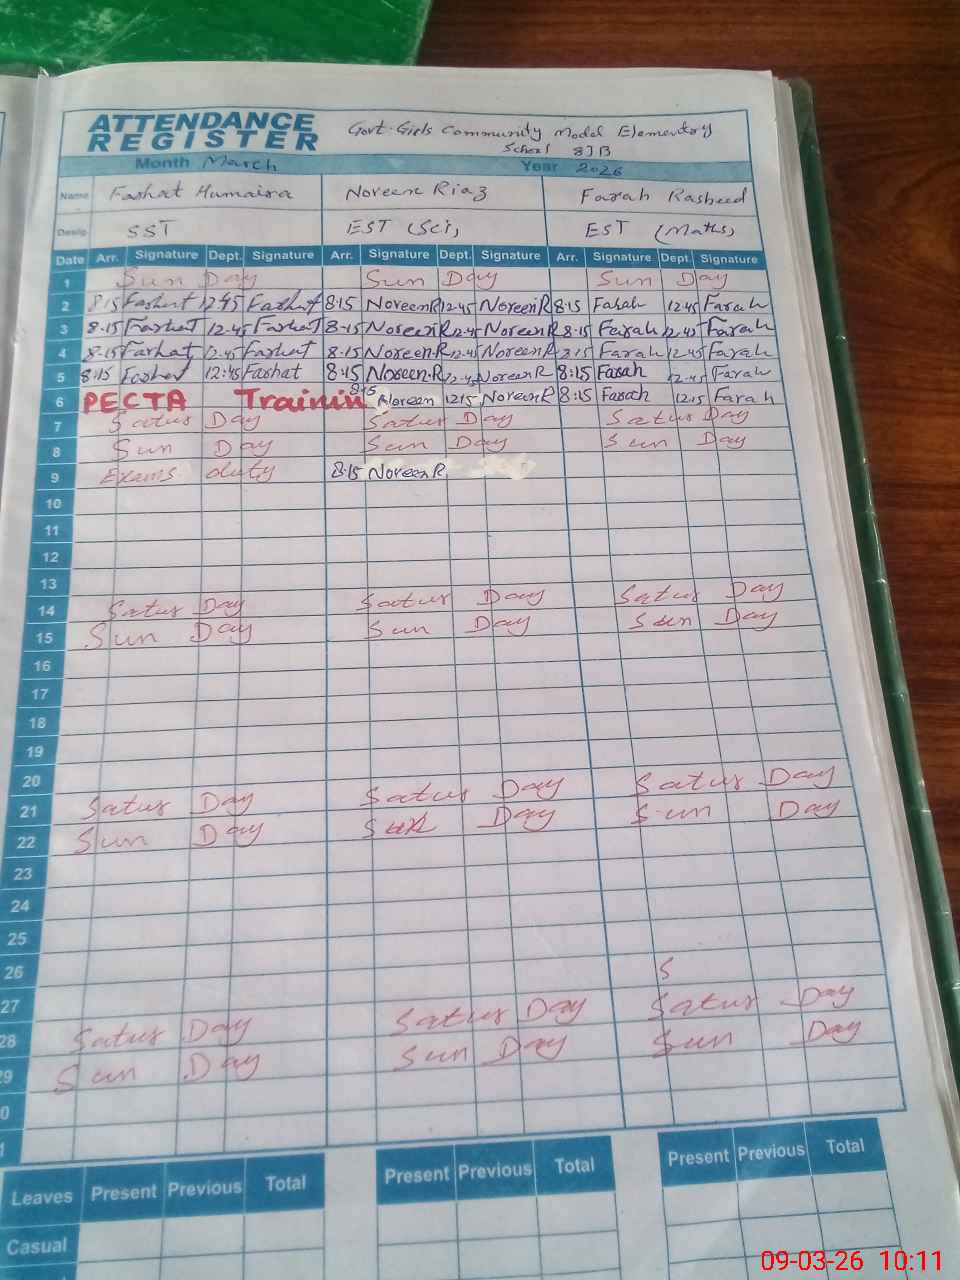 ATTENDANCE REGISTER Govt. Girls Community Model Elementary School 8JB
Month March Year 2026
Name Farhat Humaira Noreen Riaz Farah Rasheed
Desig. SST EST (Sci) EST (Maths)
Date Arr. Signature Dept. Signature Arr. Signature Dept. Signature Arr. Signature Dept. Signature
1 Sun Day Sun Day Sun Day
2 8:15 Farhat 12:45 Farhat 8:15 NoreenR 12:45 NoreenR 8:15 Farah 12:45 Farah
3 8:15 Farhat 12:45 Farhat 8:15 NoreenR 12:45 NoreenR 8:15 Farah 12:45 Farah
4 8:15 Farhat 12:45 Farhat 8:15 Noreen.R 12:45 NoreenR 8:15 Farah 12:45 Farah
5 8:15 Farhat 12:45 Farhat 8:15 Noreen.R 12:45 NoreenR 8:15 Farah 12:45 Farah
6 PECTA Trainin 8:15 Noreen 12:15 NoreenR 8:15 Farah 12:15 Farah
7 Satur Day Satur Day Satur Day
8 Sun Day Sun Day Sun Day
9 Exams duty 8:15 NoreenR
10
11
12
13
14 Satur Day Satur Day Satur Day
15 Sun Day Sun Day Sun Day
16
17
18
19
20
21 Satur Day Satur Day Satur Day
22 Sun Day Sun Day Sun Day
23
24
25
26 S
27
28 Satur Day Satur Day Satur Day
29 Sun Day Sun Day Sun Day
0
1
Leaves Present Previous Total Present Previous Total Present Previous Total
Casual
09-03-26 10:11